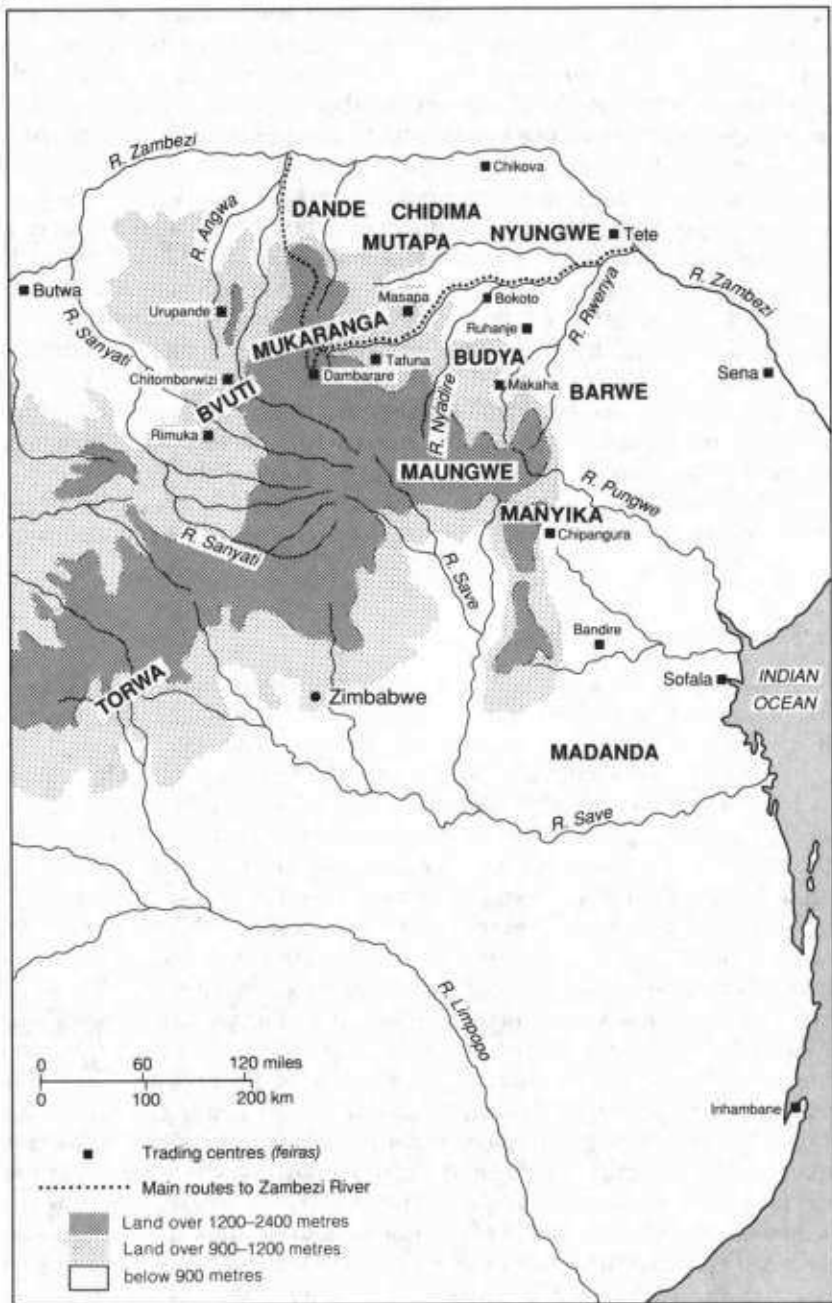 R. Zambezi
Chikova
R. Angwa
DANDE
CHIDIMA
MUTAPA
NYUNGWE
Tete
Butwa
R. Sanyati
Urupande
Masapa
Bokoto
R. Rwenya
R. Zambezi
MUKARANGA
Ruhanje
Tafuna
BUDYA
Chitomborwizi
Dambarare
Makaha
Sena
BVUTI
R. Nyadire
BARWE
Rimuka
MAUNGWE
R. Pungwe
MANYIKA
Chipangura
R. Sanyati
R. Save
Bandire
TORWA
Zimbabwe
Sofala
INDIAN
OCEAN
MADANDA
R. Save
R. Limpopo
0 60 120 miles
0 100 200 km
Inhambane
Trading centres (feiras)
Main routes to Zambezi River
Land over 1200–2400 metres
Land over 900–1200 metres
below 900 metres